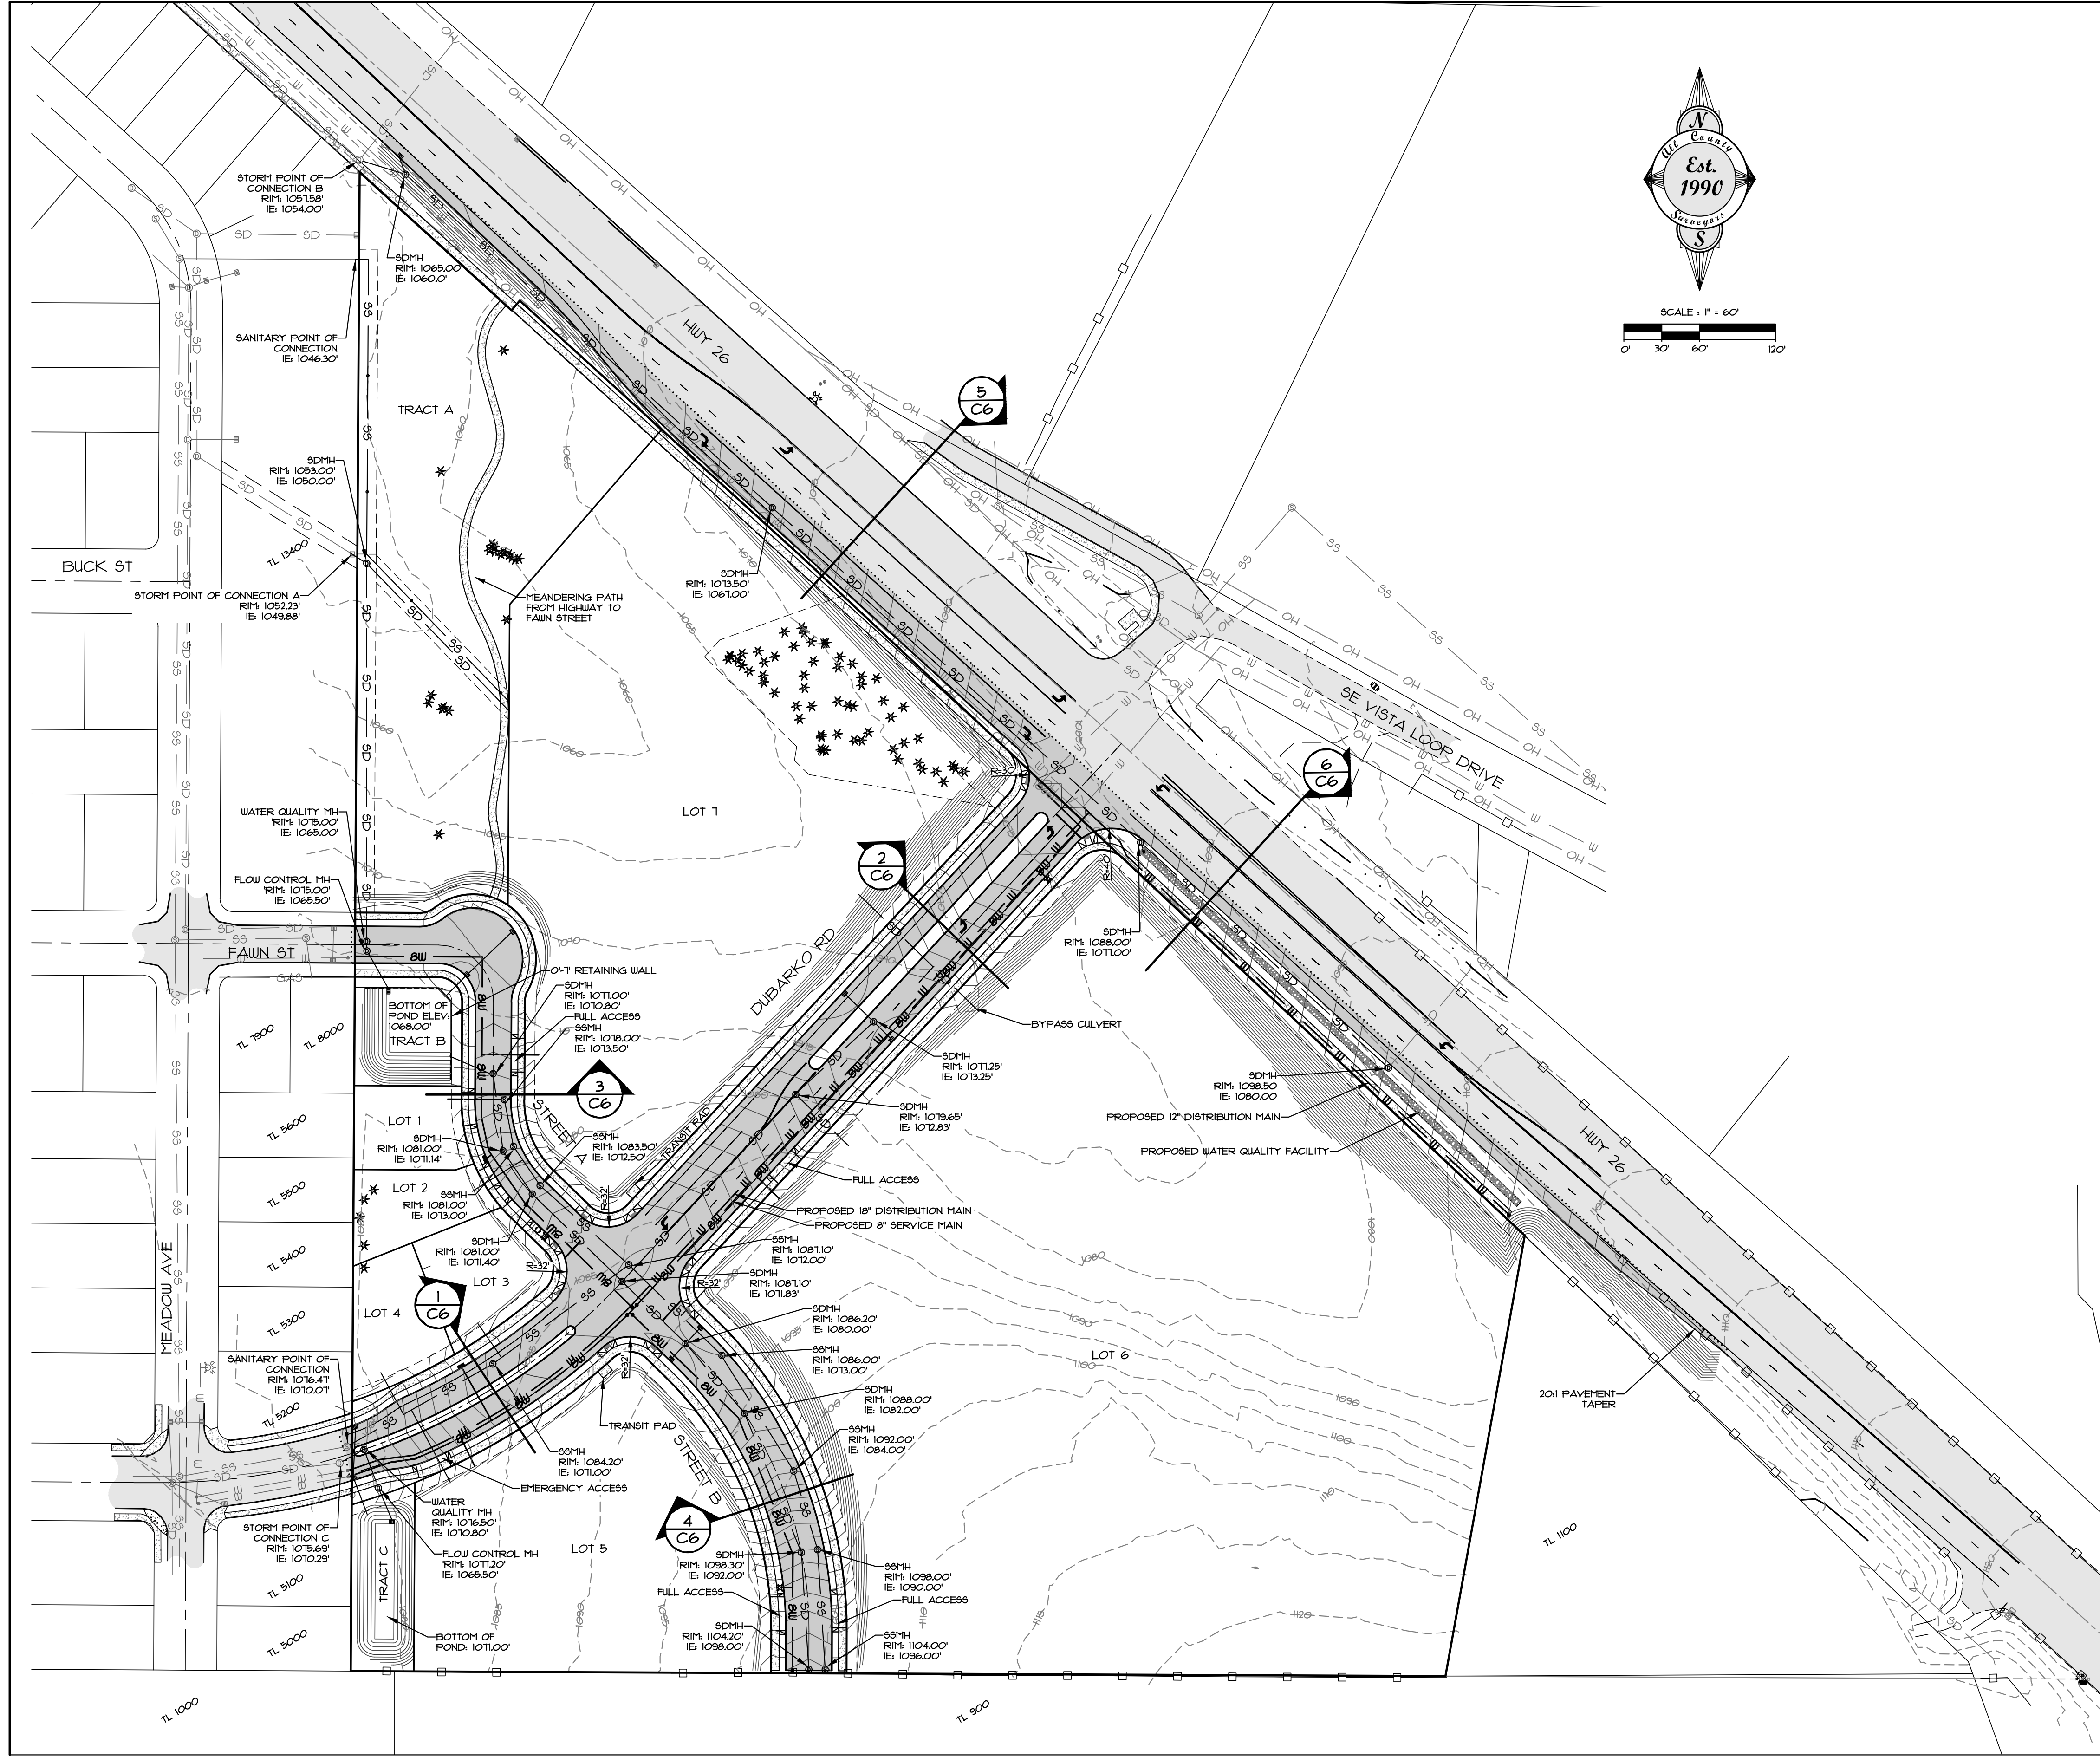 N
All County
Est.
1990
Surveyors
S
SCALE : 1" = 60'
0' 30' 60' 120'
STORM POINT OF
CONNECTION B
RIM: 1057.58'
IE: 1054.00'
SDMH
RIM: 1065.00'
IE: 1060.0'
SANITARY POINT OF
CONNECTION
IE: 1046.30'
TRACT A
HWY 26
5
C6
SDMH
RIM: 1053.00'
IE: 1050.00'
TL 13400
BUCK ST
STORM POINT OF CONNECTION A
RIM: 1052.23'
IE: 1049.88'
MEANDERING PATH
FROM HIGHWAY TO
FAWN STREET
SDMH
RIM: 1073.50'
IE: 1067.00'
SE VISTA LOOP DRIVE
6
C6
R=30'
LOT 7
2
C6
R=40'
WATER QUALITY MH
RIM: 1075.00'
IE: 1065.00'
FLOW CONTROL MH
RIM: 1075.00'
IE: 1065.50'
FAWN ST
GAS
8W
DUBARKO RD
SDMH
RIM: 1088.00'
IE: 1077.00'
0'-7' RETAINING WALL
SDMH
RIM: 1077.00'
IE: 1070.80'
FULL ACCESS
SSMH
RIM: 1078.00'
IE: 1073.50'
BOTTOM OF
POND ELEV:
1068.00'
TRACT B
TL 7900
TL 8000
BYPASS CULVERT
SDMH
RIM: 1077.25'
IE: 1073.25'
SDMH
RIM: 1098.50
IE: 1080.00
PROPOSED 12" DISTRIBUTION MAIN
PROPOSED WATER QUALITY FACILITY
HWY 26
3
C6
STREET A
TRANSIT PAD
SDMH
RIM: 1079.65'
IE: 1072.83'
TL 5600
LOT 1
SDMH
RIM: 1081.00'
IE: 1071.14'
SSMH
RIM: 1083.50'
IE: 1072.50'
FULL ACCESS
TL 5500
LOT 2
SSMH
RIM: 1081.00'
IE: 1073.00'
R=32'
PROPOSED 18" DISTRIBUTION MAIN
PROPOSED 8" SERVICE MAIN
TL 5400
SDMH
RIM: 1081.00'
IE: 1071.40'
R=32'
LOT 3
SSMH
RIM: 1087.10'
IE: 1072.00'
SDMH
RIM: 1087.10'
IE: 1071.83'
R=32'
1
C6
LOT 4
MEADOW AVE
TL 5300
SDMH
RIM: 1086.20'
IE: 1080.00'
SSMH
RIM: 1086.00'
IE: 1073.00'
LOT 6
R=32'
SANITARY POINT OF
CONNECTION
RIM: 1076.47'
IE: 1070.07'
TL 5200
SDMH
RIM: 1088.00'
IE: 1082.00'
20:1 PAVEMENT
TAPER
TRANSIT PAD
SSMH
RIM: 1092.00'
IE: 1084.00'
STREET B
SSMH
RIM: 1084.20'
IE: 1071.00'
EMERGENCY ACCESS
WATER
QUALITY MH
RIM: 1076.50'
IE: 1070.80'
STORM POINT OF
CONNECTION C
RIM: 1075.69'
IE: 1070.29'
4
C6
TL 1100
FLOW CONTROL MH
RIM: 1077.20'
IE: 1065.50'
LOT 5
SDMH
RIM: 1098.30'
IE: 1092.00'
SSMH
RIM: 1098.00'
IE: 1090.00'
TL 5100
TRACT C
FULL ACCESS
FULL ACCESS
TL 5000
BOTTOM OF
POND: 1071.00'
SDMH
RIM: 1104.20'
IE: 1098.00'
SSMH
RIM: 1104.00'
IE: 1096.00'
TL 1000
TL 900